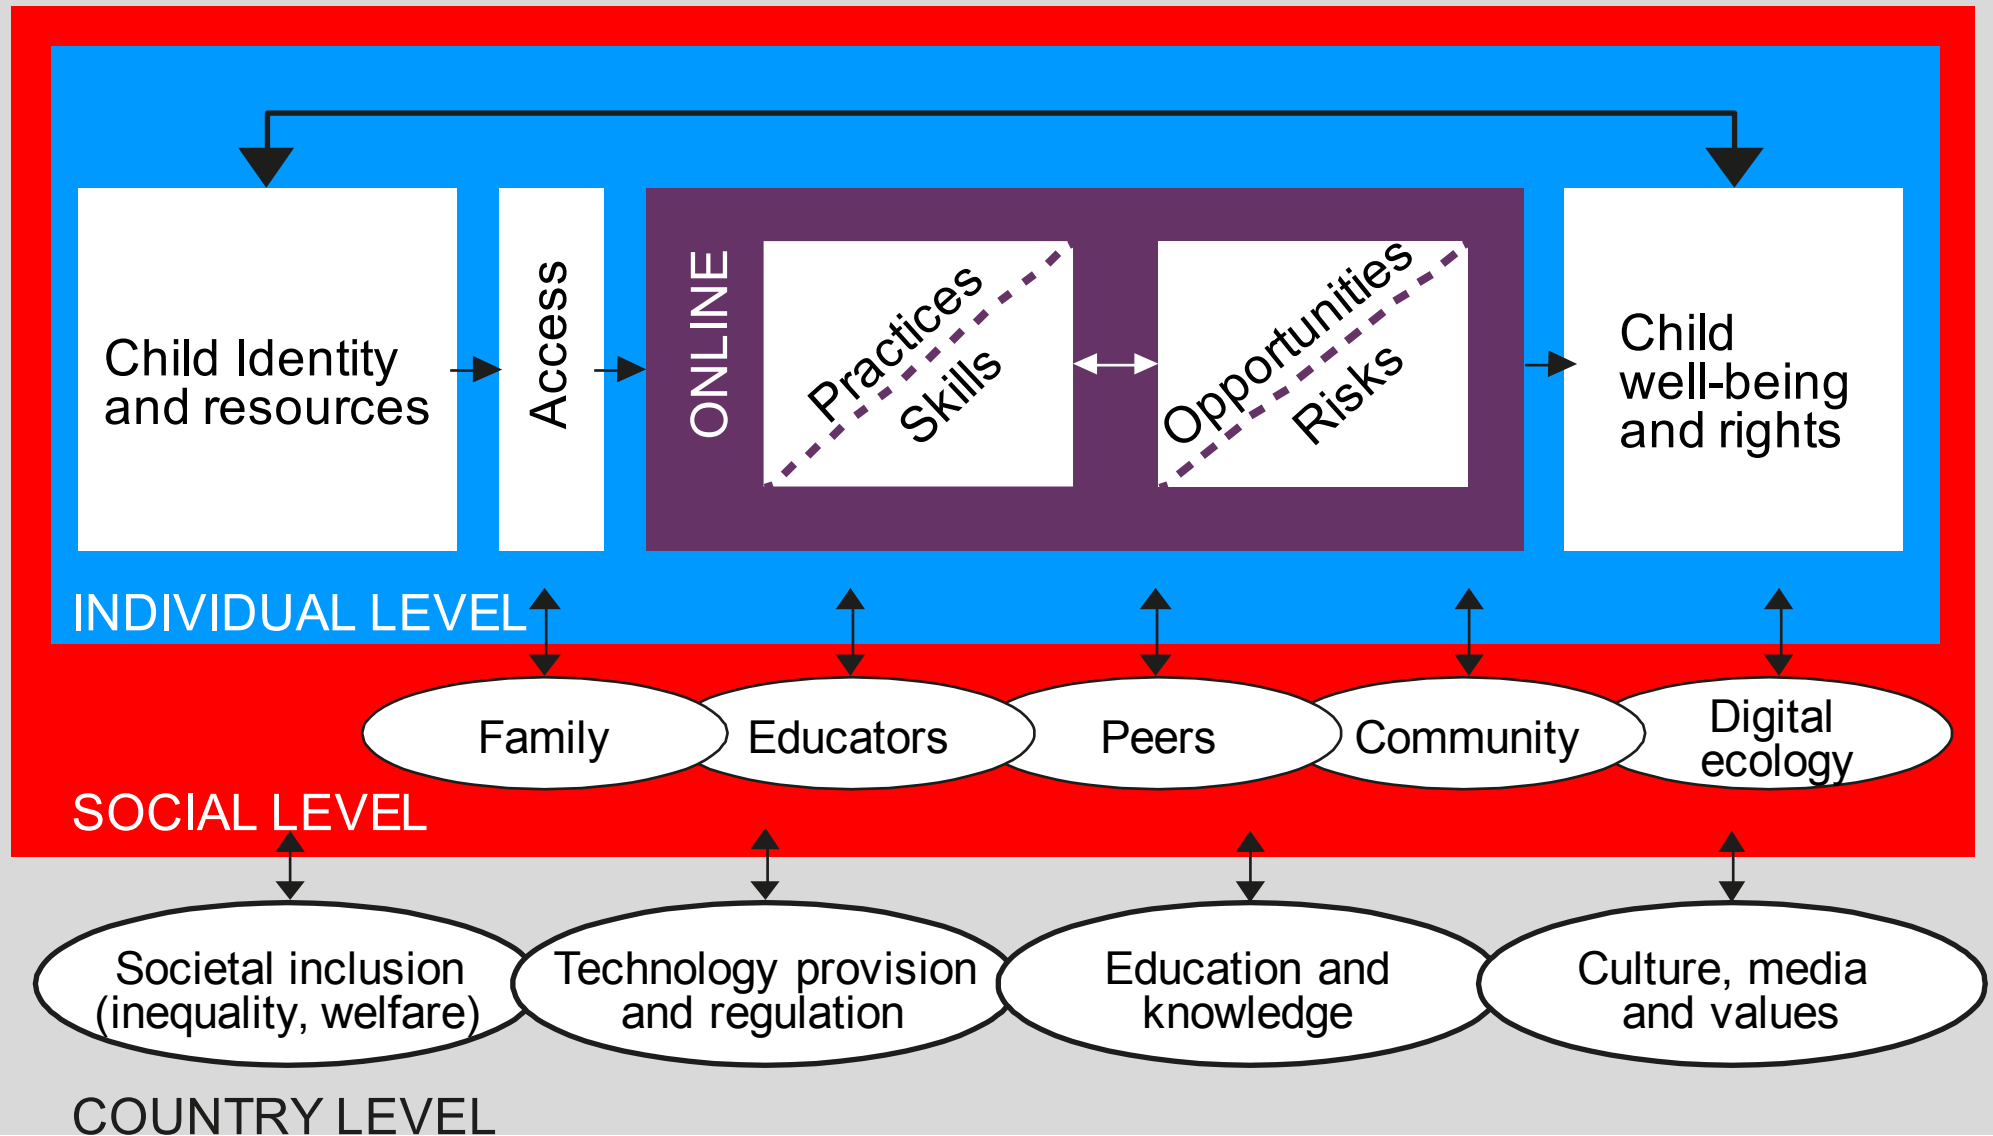 Child Identity
and resources
Access
ONLINE
Practices
Skills
Opportunities
Risks
Child
well-being
and rights
INDIVIDUAL LEVEL
Family
Educators
Peers
Community
Digital
ecology
SOCIAL LEVEL
Societal inclusion
(inequality, welfare)
Technology provision
and regulation
Education and
knowledge
Culture, media
and values
COUNTRY LEVEL